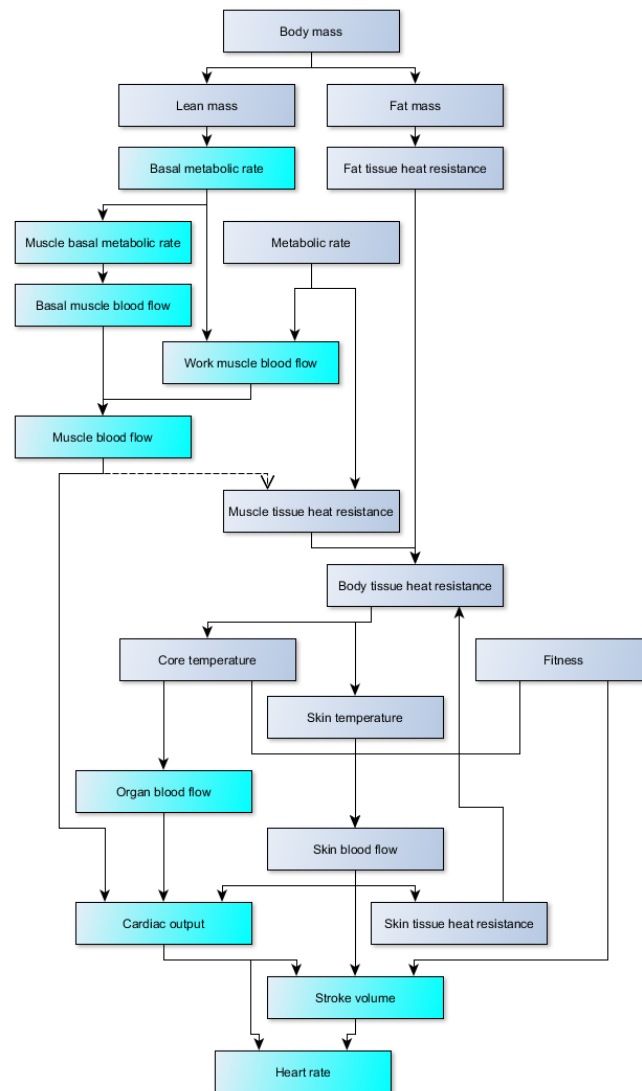 Body mass
Lean mass
Fat mass
Basal metabolic rate
Fat tissue heat resistance
Muscle basal metabolic rate
Metabolic rate
Basal muscle blood flow
Work muscle blood flow
Muscle blood flow
Muscle tissue heat resistance
Body tissue heat resistance
Core temperature
Fitness
Skin temperature
Organ blood flow
Skin blood flow
Cardiac output
Skin tissue heat resistance
Stroke volume
Heart rate